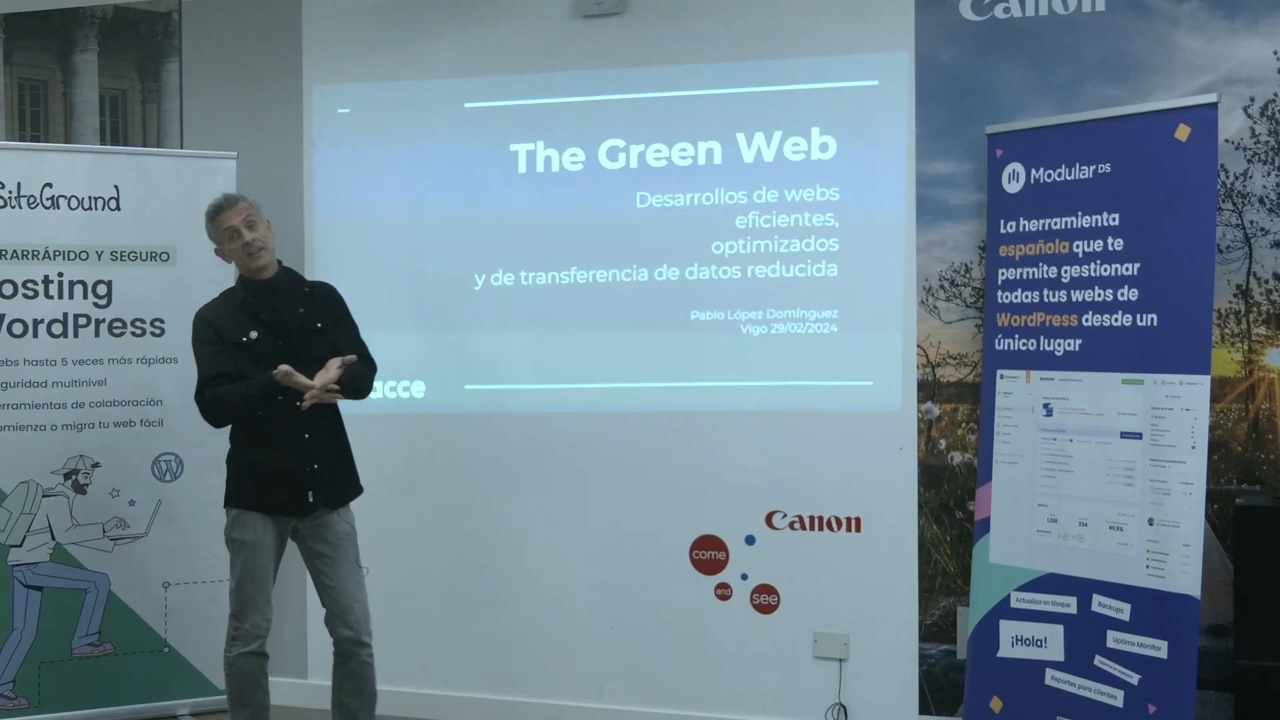 Canon
SiteGround
RARRÁPIDO Y SEGURO
osting
WordPress
ebs hasta 5 veces más rápidas
guridad multinivel
erramientas de colaboración
omienza o migra tu web fácil
The Green Web
Desarrollos de webs
eficientes,
optimizados
y de transferencia de datos reducida
Pablo López Domínguez
Vigo 29/02/2024
acce
Canon
come
and
see
Modular DS
La herramienta
española que te
permite gestionar
todas tus webs de
WordPress desde un
único lugar
Actualiza en bloque
Backups
¡Hola!
Uptime Monitor
Reportes para clientes